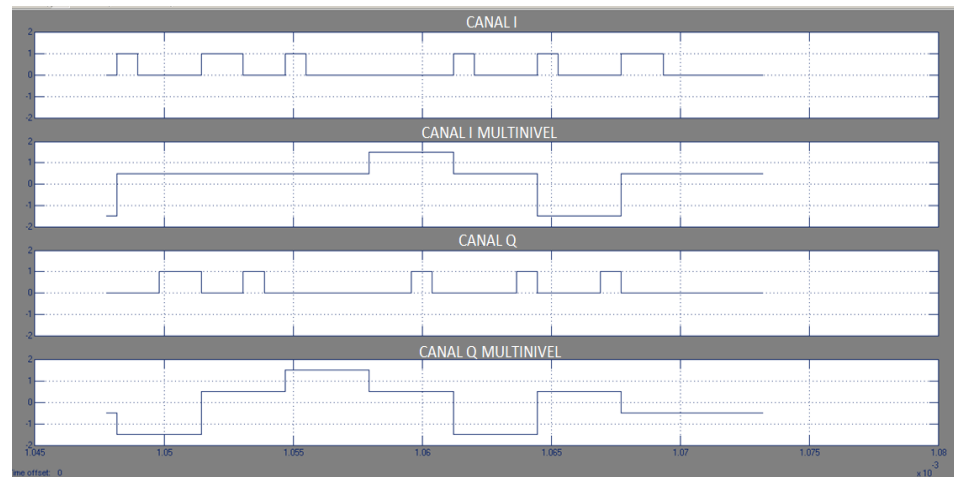 CANAL I
2
1
0
-1
-2
CANAL I MULTINIVEL
2
1
0
-1
-2
CANAL Q
2
1
0
-1
-2
CANAL Q MULTINIVEL
2
1
0
-1
-2
1.045 1.05 1.055 1.06 1.065 1.07 1.075 1.08
ime offset: 0
x 10 -3